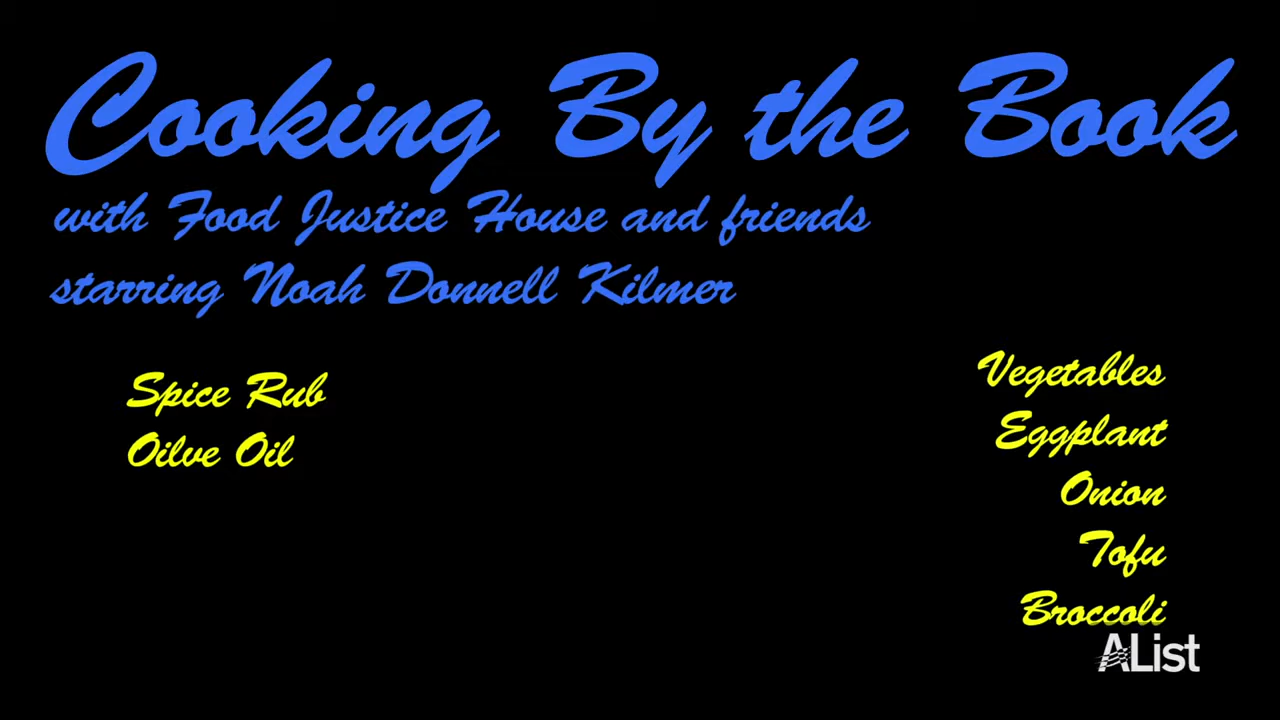 Cooking By the Book
with Food Justice House and friends
starring Noah Donnell Kilmer
Spice Rub
Oilve Oil
Vegetables
Eggplant
Onion
Tofu
Broccoli
AList